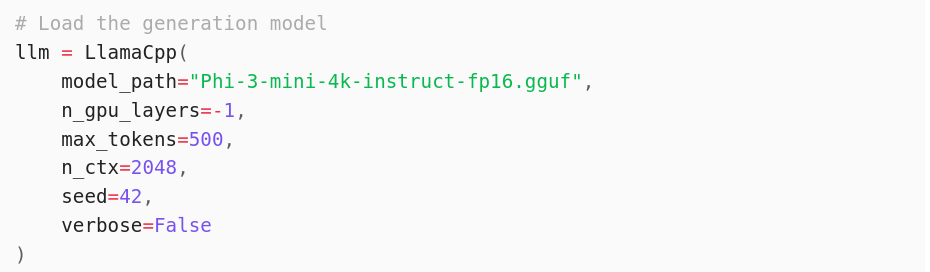 # Load the generation model
llm = LlamaCpp(
    model_path="Phi-3-mini-4k-instruct-fp16.gguf",
    n_gpu_layers=-1,
    max_tokens=500,
    n_ctx=2048,
    seed=42,
    verbose=False
)